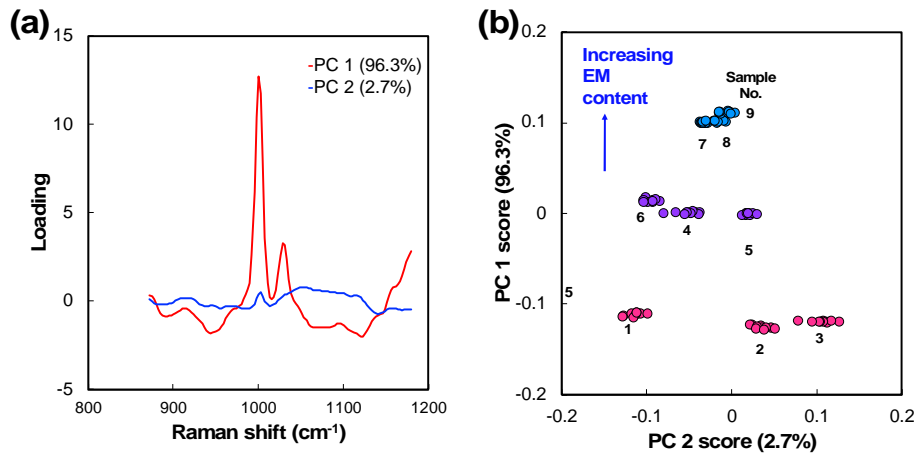 (a)
15
10
5
0
-5
800
900
1000
1100
1200
Loading
Raman shift (cm⁻¹)
PC 1 (96.3%)
PC 2 (2.7%)
(b)
0.2
0.1
0
-0.1
-0.2
-0.2
-0.1
0
0.1
0.2
PC 1 score (96.3%)
PC 2 score (2.7%)
Increasing
EM
content
Sample
No.
9
7
8
6
4
5
5
1
2
3